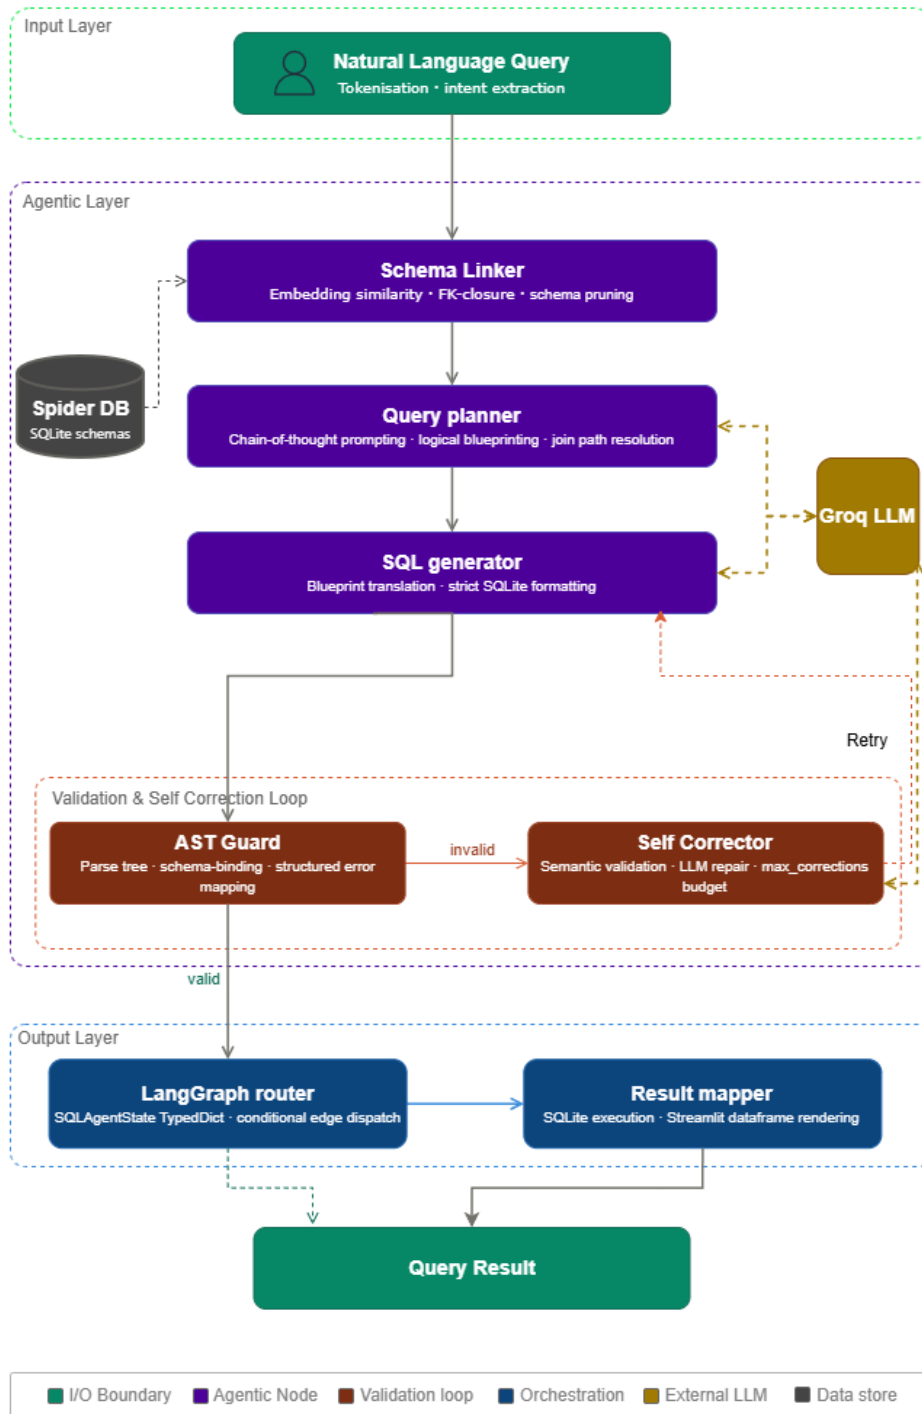 Input Layer
Natural Language Query
Tokenisation · intent extraction
Agentic Layer
Schema Linker
Embedding similarity · FK-closure · schema pruning
Spider DB
SQLite schemas
Query planner
Chain-of-thought prompting · logical blueprinting · join path resolution
Groq LLM
SQL generator
Blueprint translation · strict SQLite formatting
Retry
Validation & Self Correction Loop
AST Guard
Parse tree · schema-binding · structured error
mapping
invalid
Self Corrector
Semantic validation · LLM repair · max_corrections
budget
valid
Output Layer
LangGraph router
SQLAgentState TypedDict · conditional edge dispatch
Result mapper
SQLite execution · Streamlit dataframe rendering
Query Result
I/O Boundary
Agentic Node
Validation loop
Orchestration
External LLM
Data store